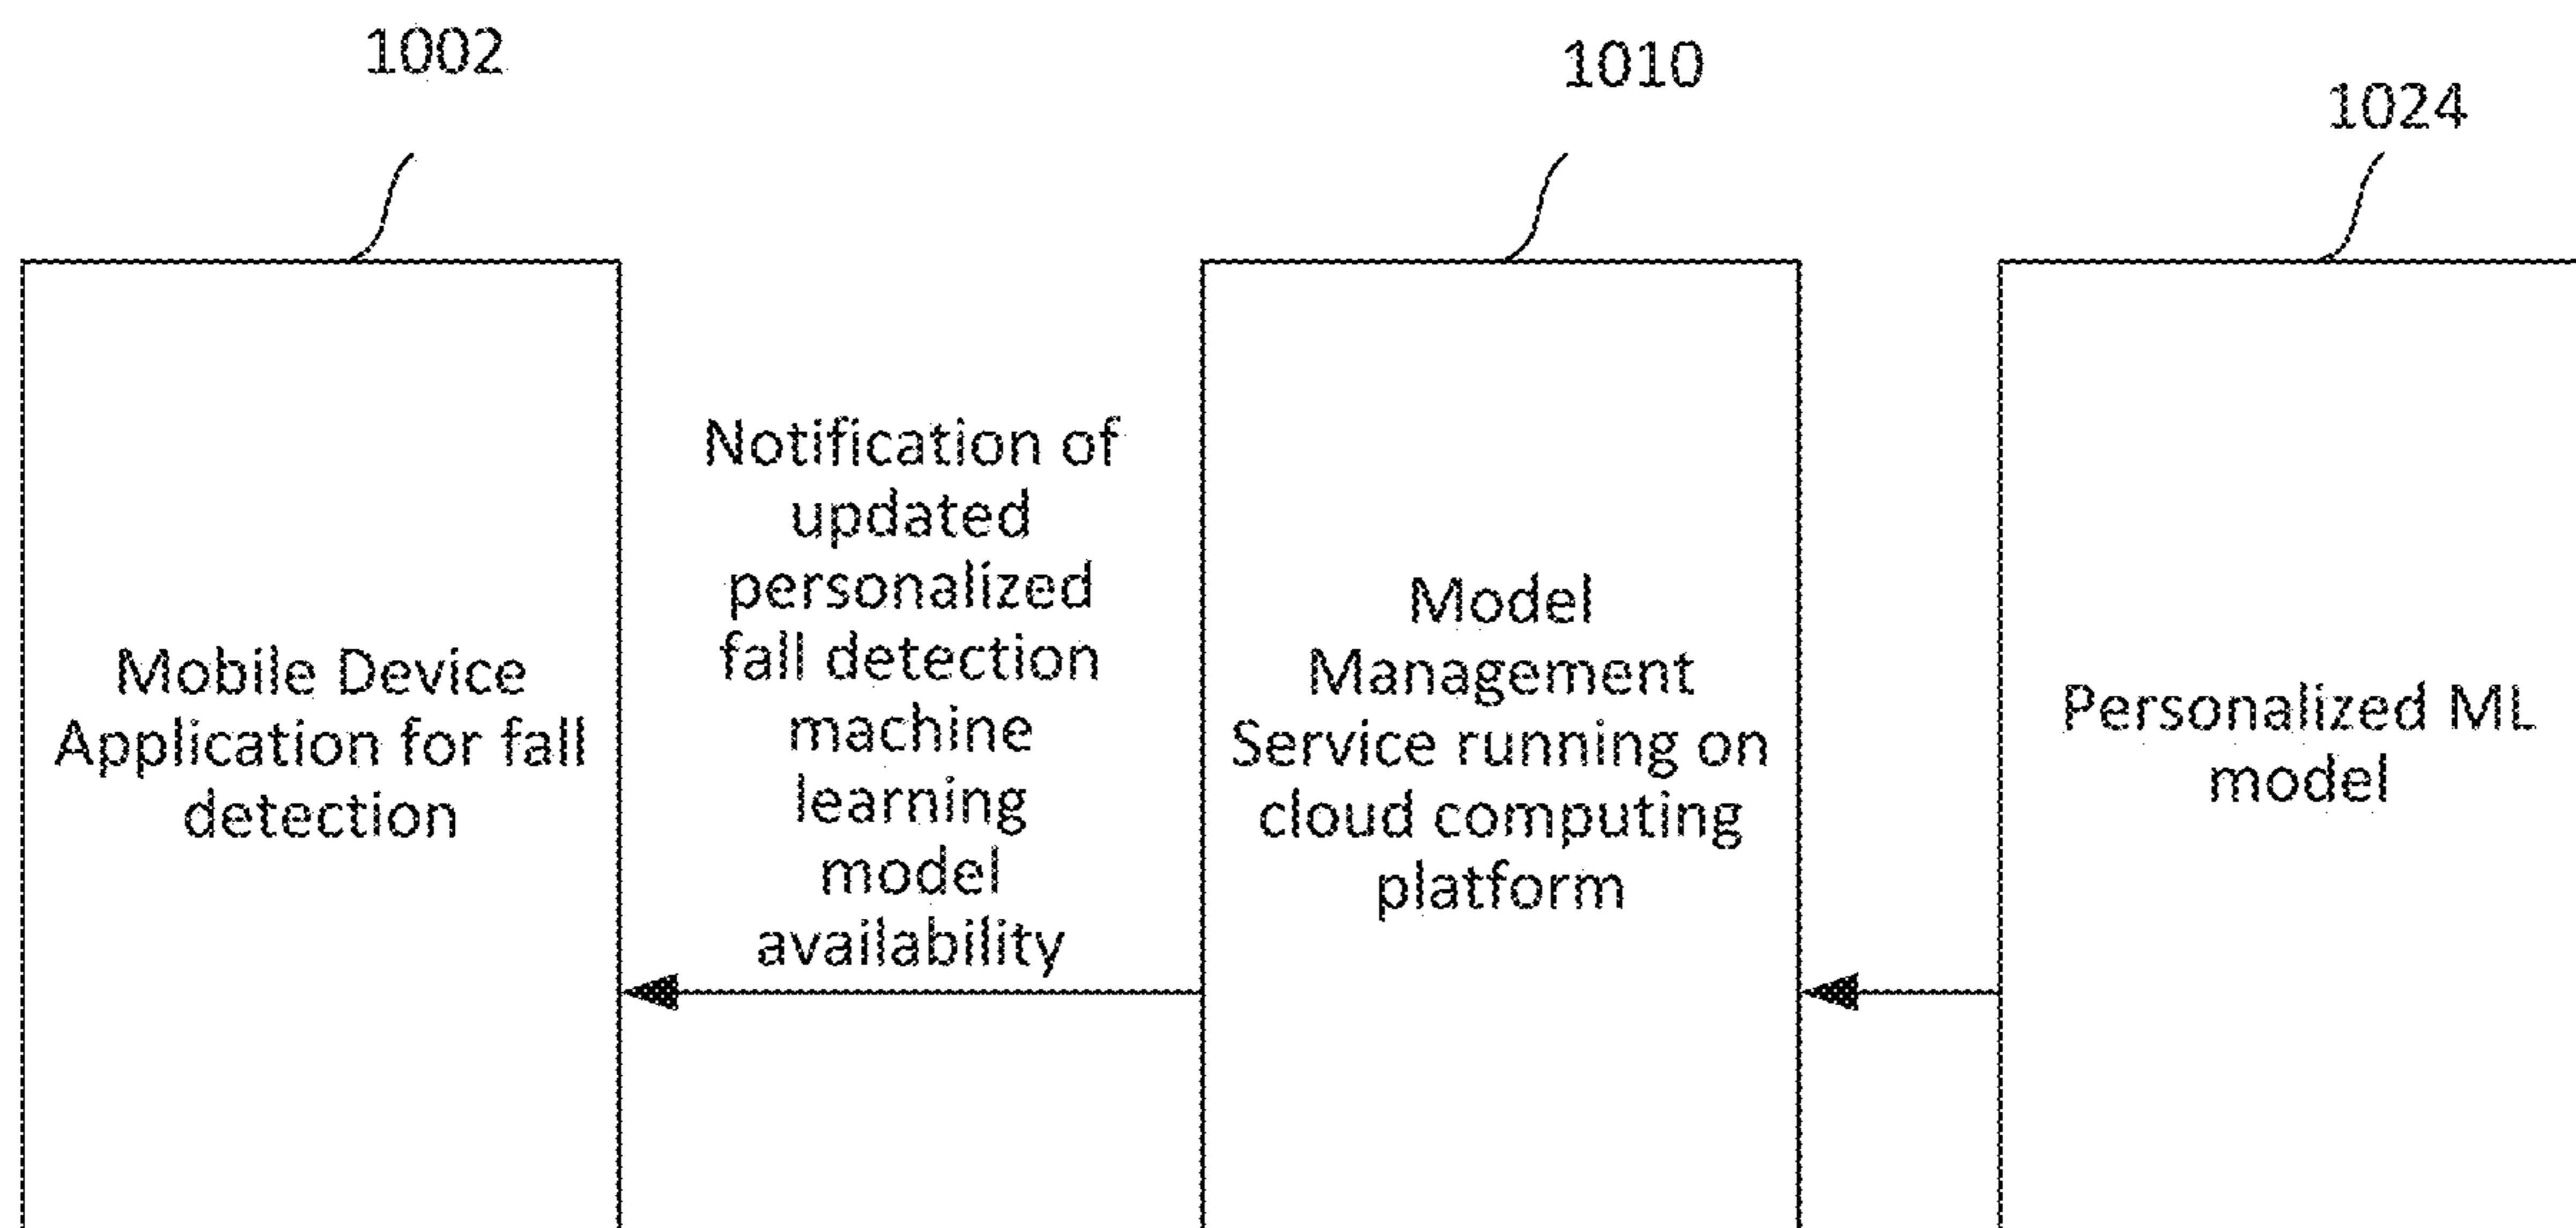 1002
1010
1024
Mobile Device
Application for fall
detection
Notification of
updated
personalized
fall detection
machine
learning
model
availability
Model
Management
Service running on
cloud computing
platform
Personalized ML
model